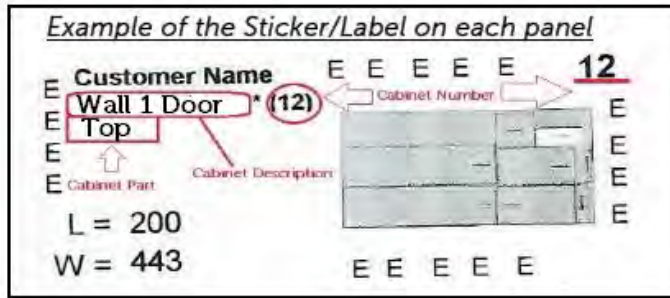 Example of the Sticker/Label on each panel
E E E E E
12
Customer Name
Cabinet Number
E
Wall 1 Door * (12)
E
E
Top
E
E
E
Cabinet Part
Cabinet Description
E
E
L = 200
W = 443
E E E E E